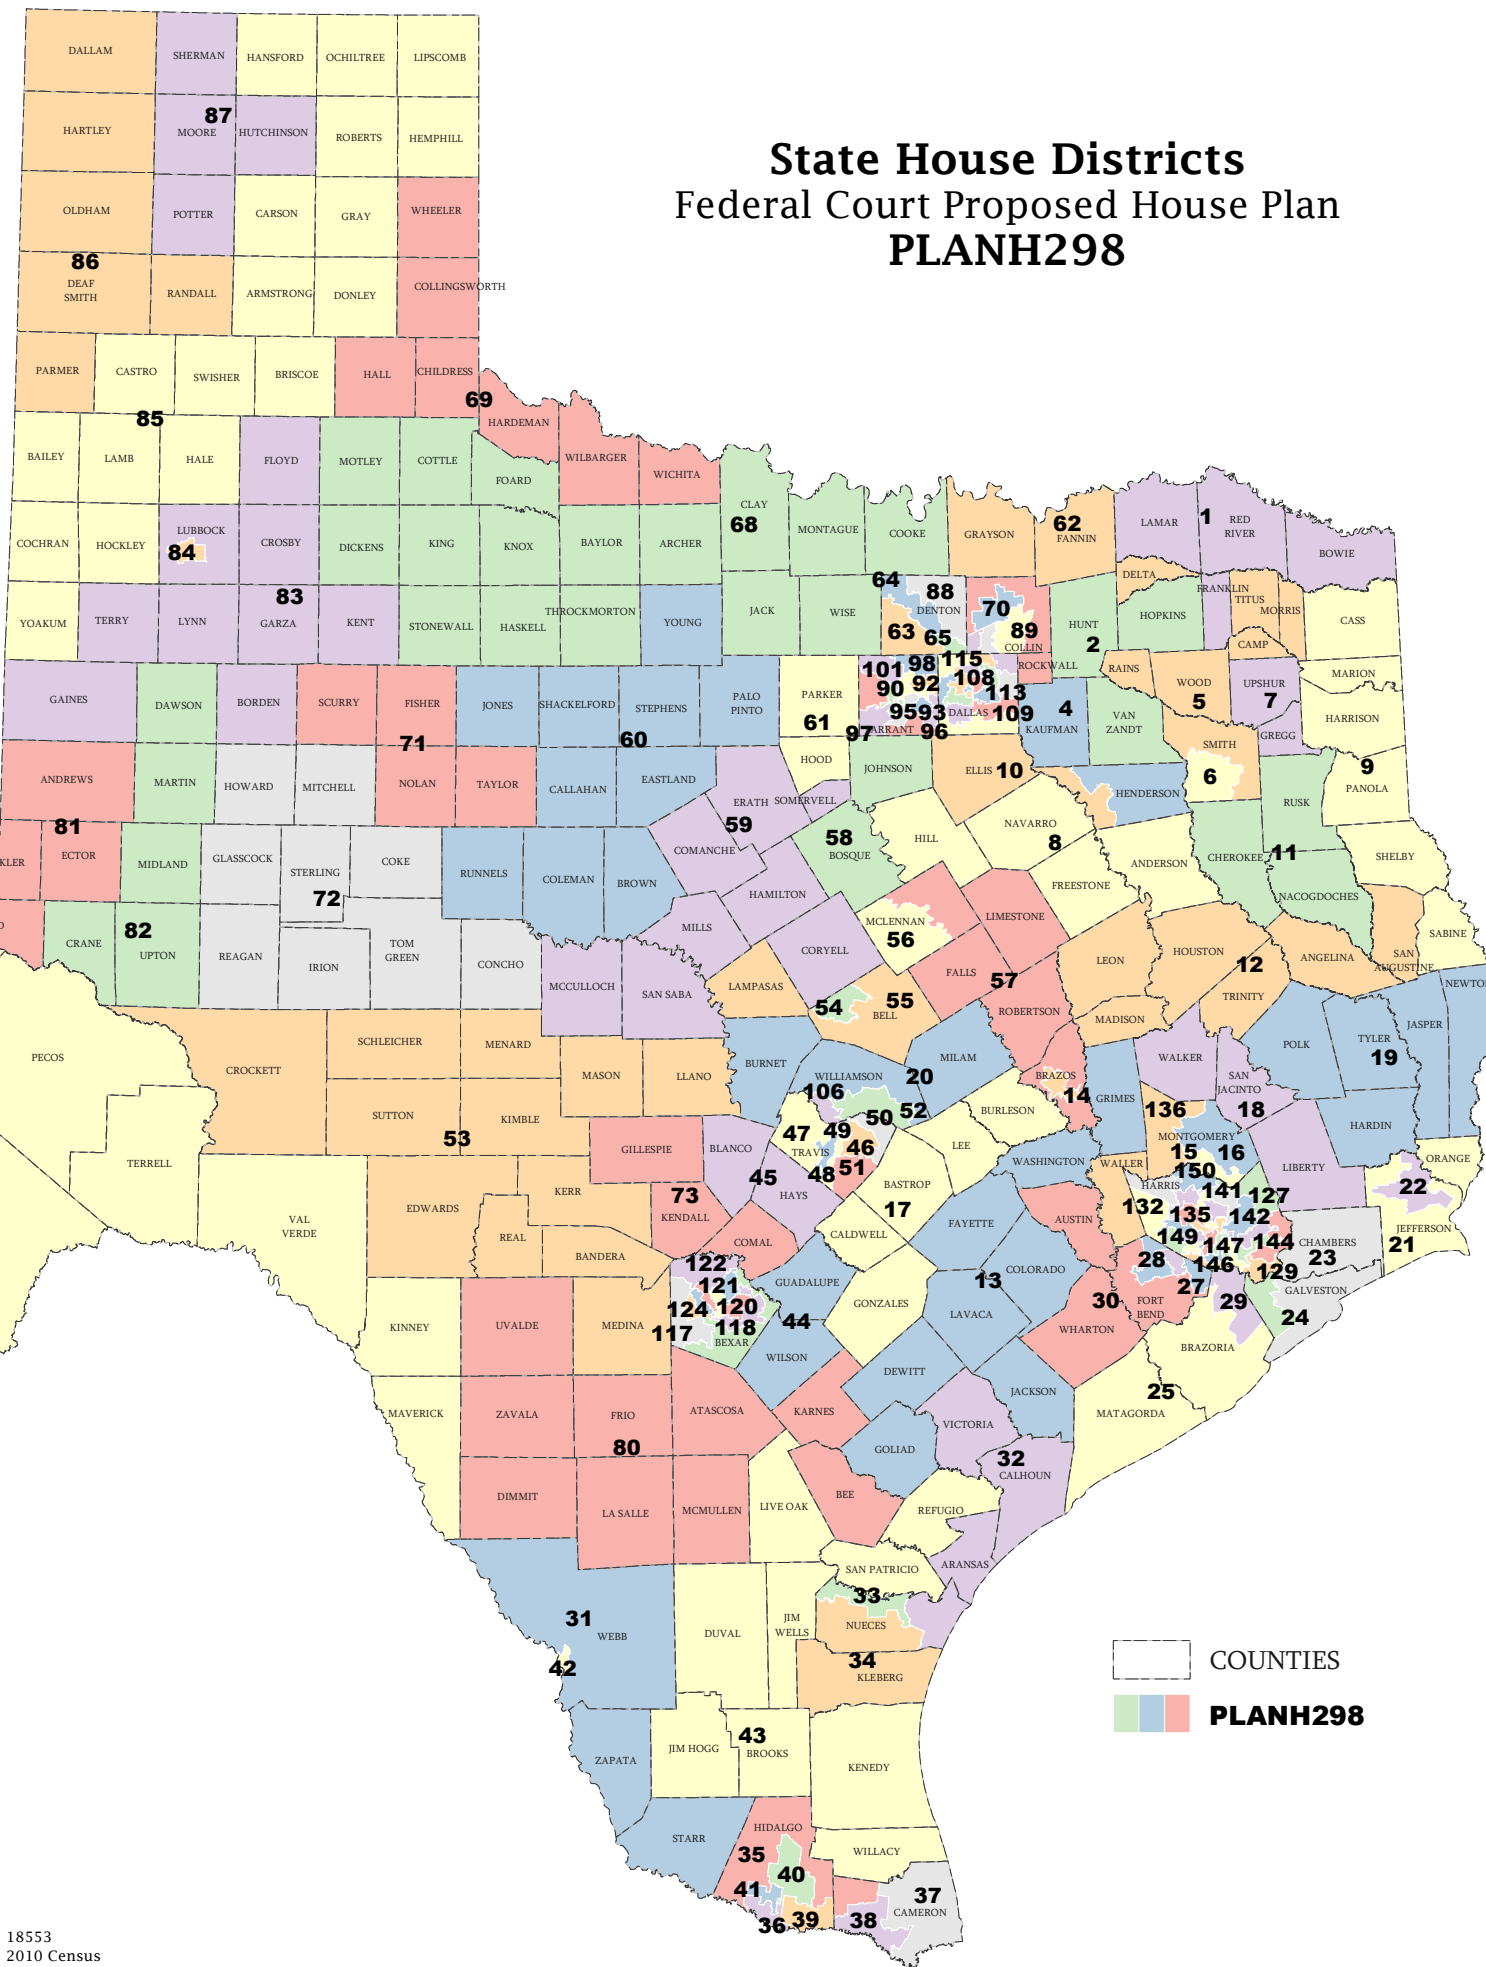 State House Districts
Federal Court Proposed House Plan
PLANH298
DALLAM
SHERMAN
HANSFORD
OCHILTREE
LIPSCOMB
87
HARTLEY
MOORE
HUTCHINSON
ROBERTS
HEMPHILL
OLDHAM
POTTER
CARSON
GRAY
WHEELER
86
DEAF
SMITH
RANDALL
ARMSTRONG
DONLEY
COLLINGSWORTH
PARMER
CASTRO
SWISHER
BRISCOE
HALL
CHILDRESS
69
85
HARDEMAN
BAILEY
LAMB
HALE
FLOYD
MOTLEY
COTTLE
FOARD
WILBARGER
WICHITA
CLAY
68
MONTAGUE
COOKE
GRAYSON
62
FANNIN
LAMAR
1
RED
RIVER
BOWIE
COCHRAN
HOCKLEY
LUBBOCK
84
CROSBY
DICKENS
KING
KNOX
BAYLOR
ARCHER
DELTA
FRANKLIN
TITUS
MORRIS
CASS
YOAKUM
TERRY
LYNN
83
GARZA
KENT
STONEWALL
HASKELL
THROCKMORTON
YOUNG
JACK
WISE
64
88
DENTON
63
65
70
89
COLLIN
HUNT
2
HOPKINS
CAMP
MARION
ROCKWALL
RAINS
WOOD
5
UPSHUR
7
HARRISON
GAINES
DAWSON
BORDEN
SCURRY
FISHER
JONES
SHACKELFORD
STEPHENS
PALO
PINTO
PARKER
61
101
98
115
90
92
108
113
95
93
DALLAS
109
97
96
KAUFMAN
4
VAN
ZANDT
GREGG
SMITH
6
71
60
HOOD
JOHNSON
ELLIS
10
HENDERSON
RUSK
9
PANOLA
ANDREWS
MARTIN
HOWARD
MITCHELL
NOLAN
TAYLOR
CALLAHAN
EASTLAND
ERATH
SOMERVELL
59
COMANCHE
58
BOSQUE
HILL
NAVARRO
8
ANDERSON
CHEROKEE
11
SHELBY
81
KLER
ECTOR
MIDLAND
GLASSCOCK
STERLING
72
COKE
RUNNELS
COLEMAN
BROWN
HAMILTON
FREESTONE
NACOGDOCHES
MILLS
CORYELL
MCLENNAN
56
LIMESTONE
SABINE
SAN
AUGUSTINE
CRANE
82
UPTON
REAGAN
IRION
TOM
GREEN
CONCHO
MCCULLOCH
SAN SABA
LAMPASAS
54
BELL
55
FALLS
57
LEON
HOUSTON
12
ANGELINA
TRINITY
NEWTO
PECOS
CROCKETT
SCHLEICHER
MENARD
MASON
LLANO
BURNET
WILLIAMSON
20
MILAM
ROBERTSON
MADISON
WALKER
POLK
TYLER
19
JASPER
SAN
JACINTO
18
106
50
52
BRAZOS
14
GRIMES
136
HARDIN
SUTTON
KIMBLE
53
47
TRAVIS
49
46
48
51
BURLESON
LEE
MONTGOMERY
15
16
150
LIBERTY
ORANGE
TERRELL
GILLESPIE
BLANCO
45
HAYS
BASTROP
17
WASHINGTON
WALLER
HARRIS
132
141
127
135
142
149
147
144
146
129
22
JEFFERSON
21
VAL
VERDE
EDWARDS
REAL
KERR
73
KENDALL
BANDERA
COMAL
CALDWELL
FAYETTE
AUSTIN
CHAMBERS
23
28
27
GALVESTON
24
29
30
FORT
BEND
122
121
124
120
117
118
BEXAR
GUADALUPE
44
WILSON
GONZALES
LAVACA
13
COLORADO
WHARTON
BRAZORIA
25
MATAGORDA
KINNEY
UVALDE
MEDINA
DEWITT
JACKSON
MAVERICK
ZAVALA
FRIO
80
ATASCOSA
KARNES
VICTORIA
GOLIAD
32
CALHOUN
DIMMIT
LA SALLE
MCMULLEN
LIVE OAK
BEE
REFUGIO
ARANSAS
SAN PATRICIO
33
NUECES
31
WEBB
42
DUVAL
JIM
WELLS
34
KLEBERG
43
JIM HOGG
BROOKS
KENEDY
ZAPATA
STARR
HIDALGO
35
40
41
36
39
38
WILLACY
37
CAMERON
COUNTIES
PLANH298
18553
2010 Census